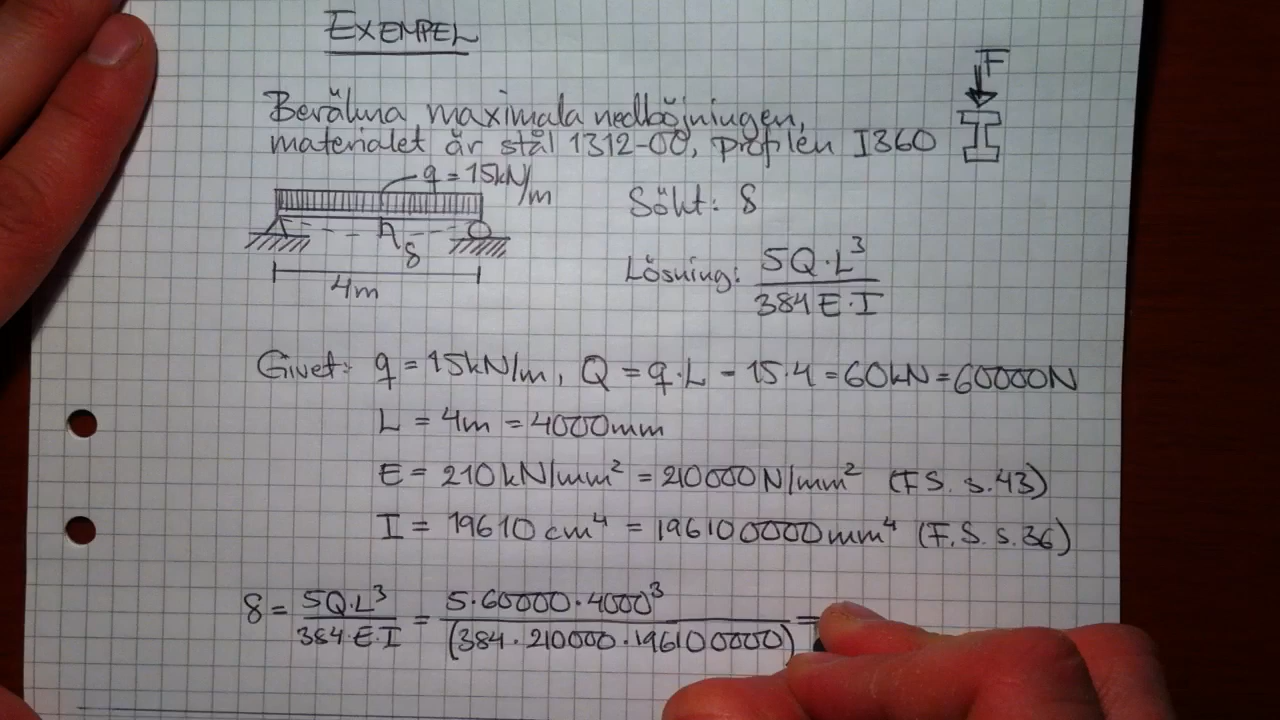 EXEMPEL
F
Beräkna maximala nedböjningen,
materialet är stål 1312-00, profilen I360
q = 15kN/m
Sökt: δ
δ
4m
Lösning: 5Q·L³
384 E·I
Givet: q = 15kN/m, Q = q·L = 15·4 = 60kN = 60000N
L = 4m = 4000mm
E = 210kN/mm² = 210000N/mm² (FS. s.43)
I = 19610 cm⁴ = 196100000mm⁴ (F.S. s.36)
δ = 5Q·L³ = 5·60000·4000³ =
384·E·I (384·210000·196100000)